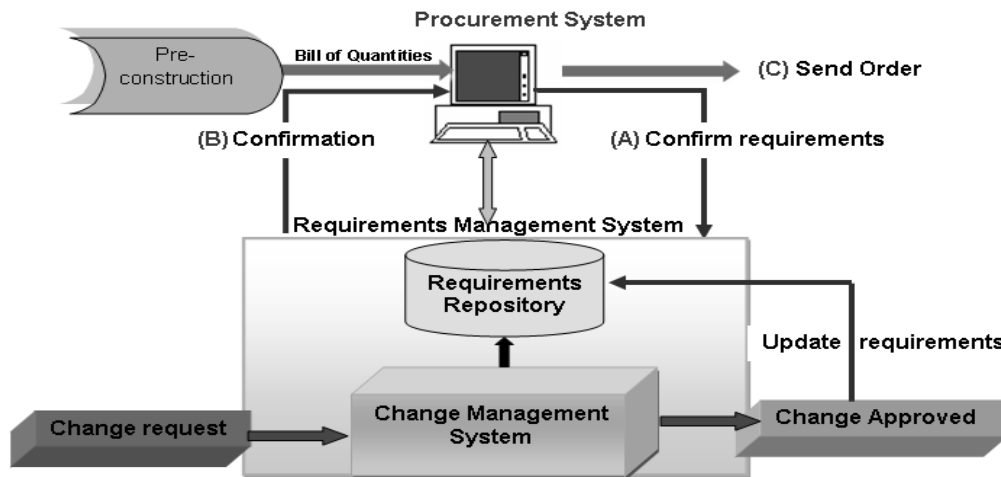 Procurement System
Pre-
construction
Bill of Quantities
(C) Send Order
(B) Confirmation
(A) Confirm requirements
Requirements Management System
Requirements
Repository
Update requirements
Change request
Change Management
System
Change Approved